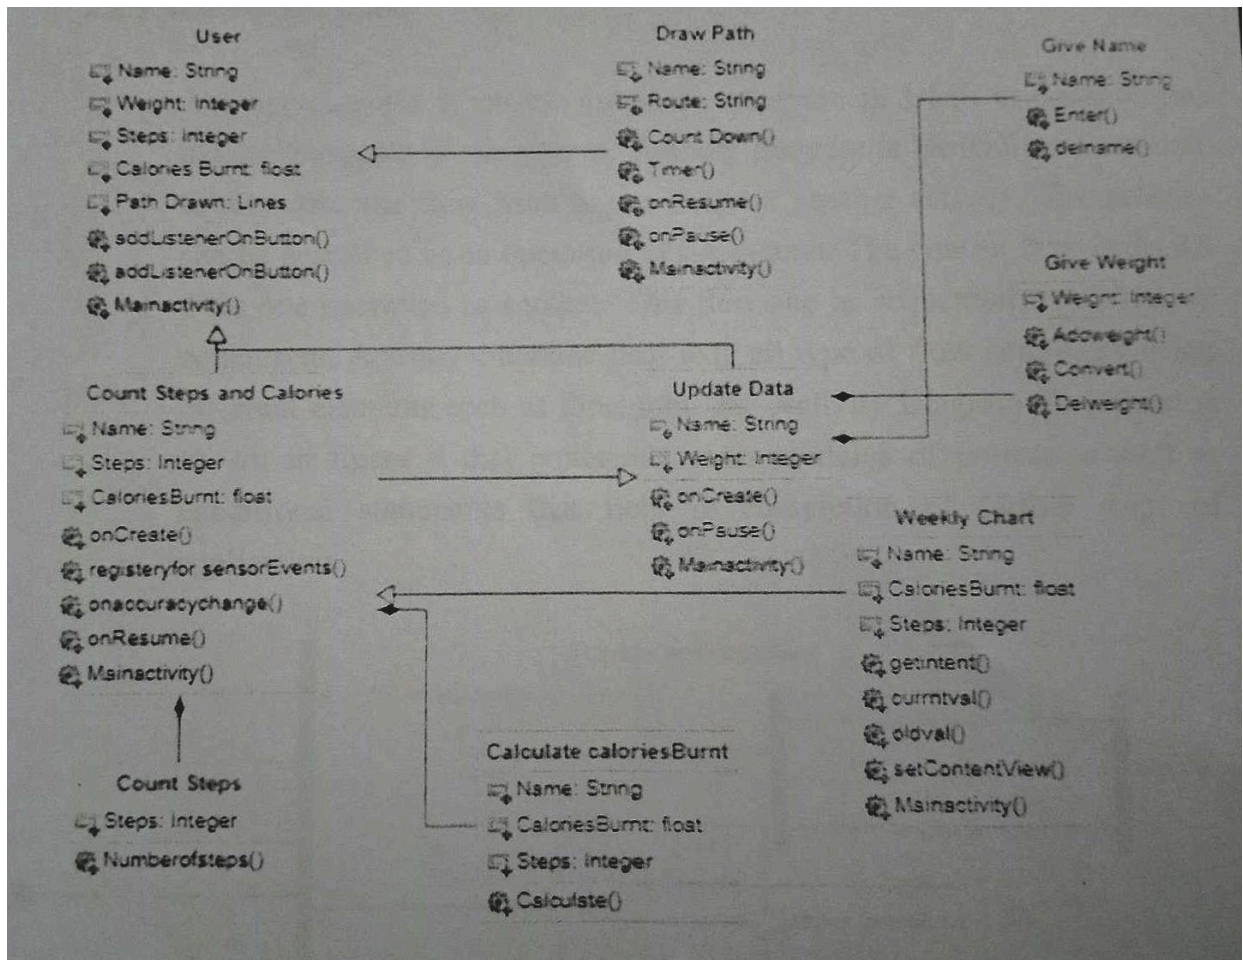 User
Name: String
Weight: Integer
Steps: Integer
Calories Burnt: float
Path Drawn: Lines
addListenerOnButton()
addListenerOnButton()
Mainactivity()
Draw Path
Name: String
Route: String
Count Down()
Timer()
onResume()
onPause()
Mainactivity()
Give Name
Name: String
Enter()
delname()
Give Weight
Weight: Integer
Addweight()
Convert()
Delweight()
Count Steps and Calories
Name: String
Steps: Integer
CaloriesBurnt: float
onCreate()
registeryfor sensorEvents()
onaccuracychange()
onResume()
Mainactivity()
Update Data
Name: String
Weight: Integer
onCreate()
onPause()
Mainactivity()
Weekly Chart
Name: String
CaloriesBurnt: float
Steps: Integer
getintent()
currntval()
oldval()
setContentView()
Mainactivity()
Count Steps
Steps: Integer
Numberofsteps()
Calculate caloriesBurnt
Name: String
CaloriesBurnt: float
Steps: Integer
Calculate()